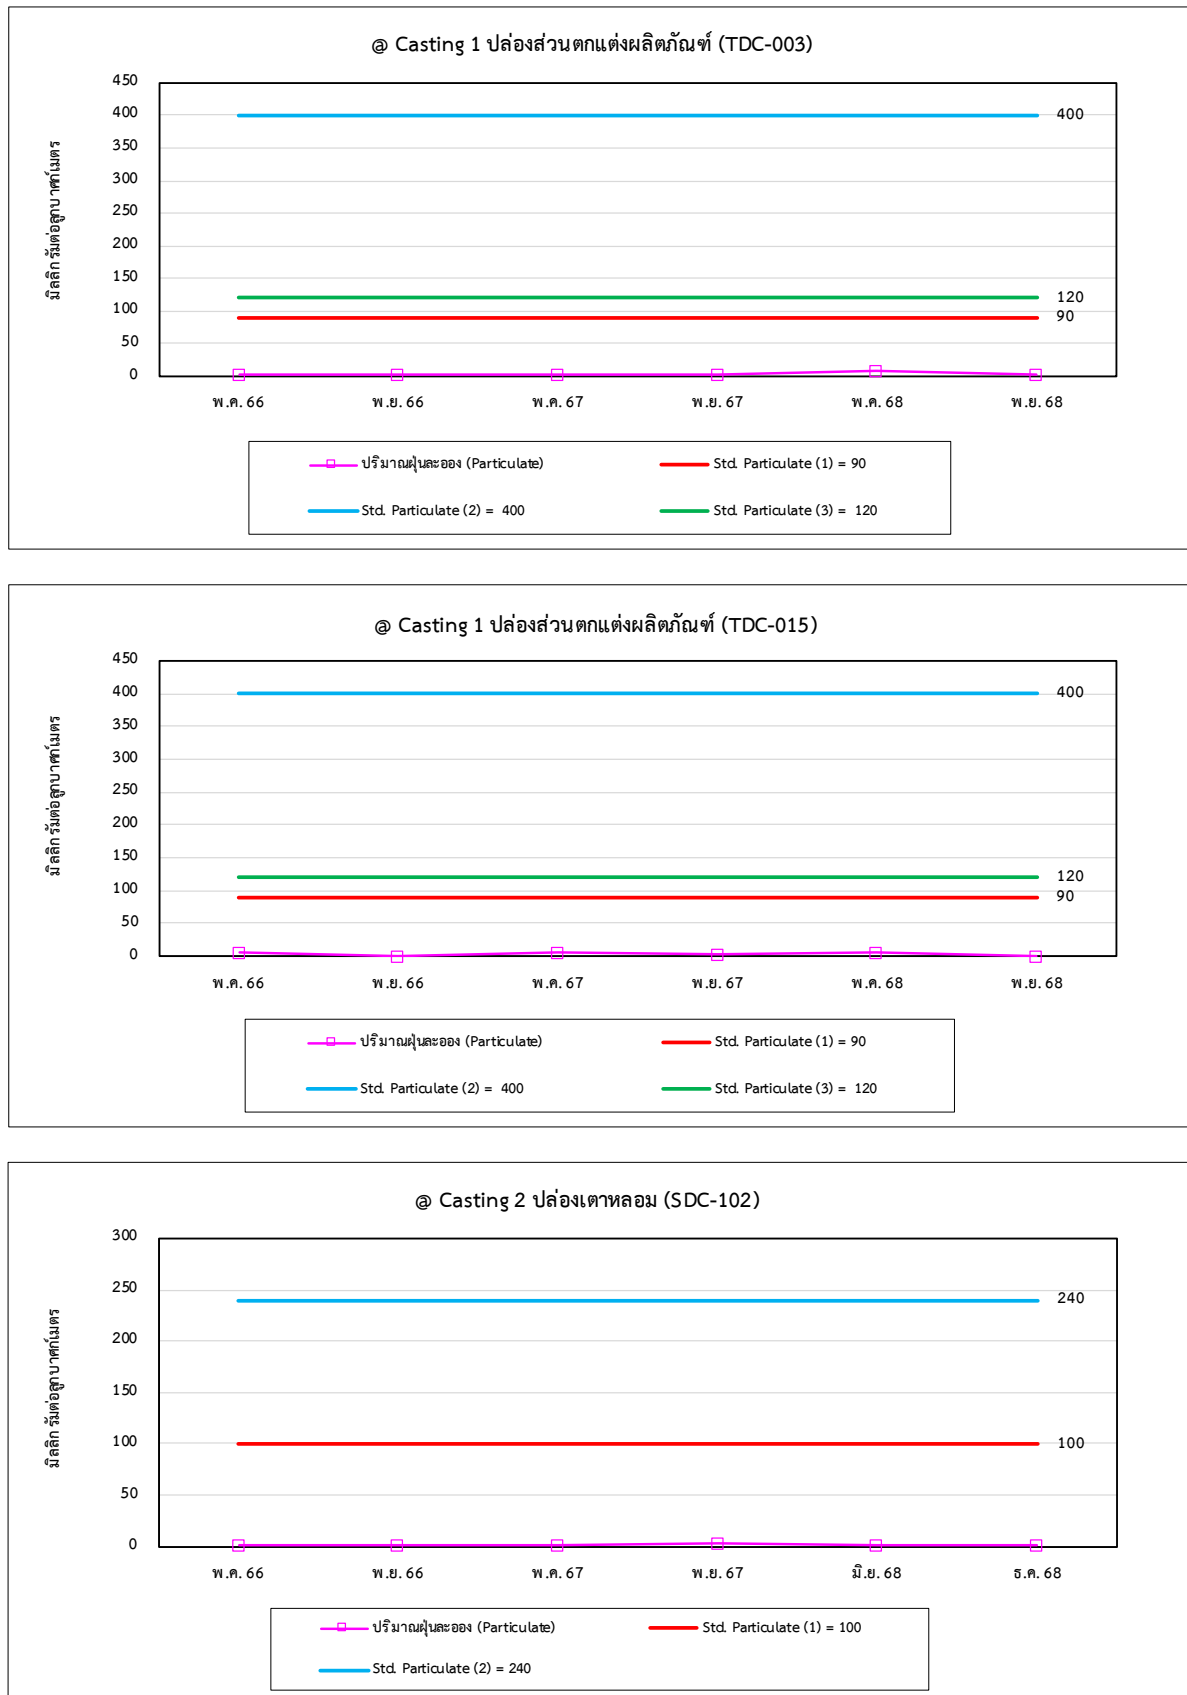 @ Casting 1 ปล่องส่วนตกแต่งผลิตภัณฑ์ (TDC-003)
มิลลิกรัมต่อลูกบาศก์เมตร
450
400
350
300
250
200
150
100
50
0
400
120
90
พ.ค. 66 พ.ย. 66 พ.ค. 67 พ.ย. 67 พ.ค. 68 พ.ย. 68
ปริมาณฝุ่นละออง (Particulate) Std. Particulate (1) = 90
Std. Particulate (2) = 400 Std. Particulate (3) = 120
@ Casting 1 ปล่องส่วนตกแต่งผลิตภัณฑ์ (TDC-015)
มิลลิกรัมต่อลูกบาศก์เมตร
450
400
350
300
250
200
150
100
50
0
400
120
90
พ.ค. 66 พ.ย. 66 พ.ค. 67 พ.ย. 67 พ.ค. 68 พ.ย. 68
ปริมาณฝุ่นละออง (Particulate) Std. Particulate (1) = 90
Std. Particulate (2) = 400 Std. Particulate (3) = 120
@ Casting 2 ปล่องเตาหลอม (SDC-102)
มิลลิกรัมต่อลูกบาศก์เมตร
300
250
200
150
100
50
0
240
100
พ.ค. 66 พ.ย. 66 พ.ค. 67 พ.ย. 67 มิ.ย. 68 ธ.ค. 68
ปริมาณฝุ่นละออง (Particulate) Std. Particulate (1) = 100
Std. Particulate (2) = 240